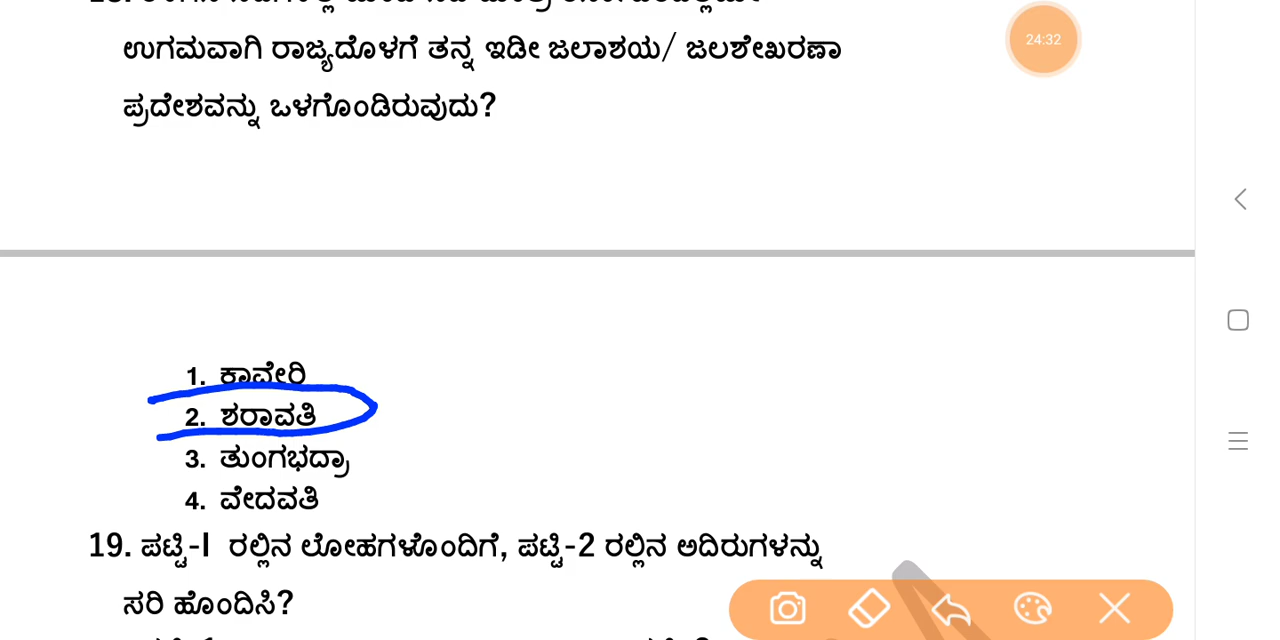 24:32
ಉಗಮವಾಗಿ ರಾಜ್ಯದೊಳಗೆ ತನ್ನ ಇಡೀ ಜಲಾಶಯ/ ಜಲಶೇಖರಣಾ
ಪ್ರದೇಶವನ್ನು ಒಳಗೊಂಡಿರುವುದು?
1. ಕಾವೇರಿ
2. ಶರಾವತಿ
3. ತುಂಗಭದ್ರಾ
4. ವೇದವತಿ
19. ಪಟ್ಟಿ-I ರಲ್ಲಿನ ಲೋಹಗಳೊಂದಿಗೆ, ಪಟ್ಟಿ-2 ರಲ್ಲಿನ ಅದಿರುಗಳನ್ನು
ಸರಿ ಹೊಂದಿಸಿ?